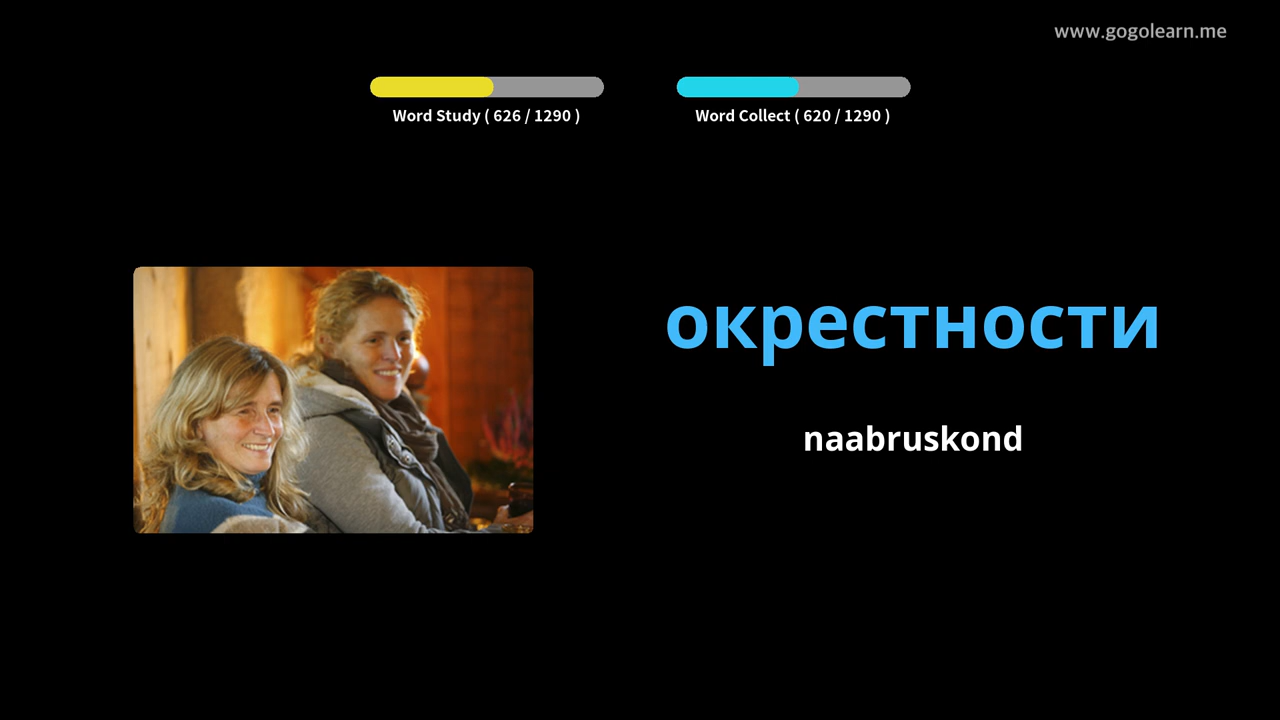 www.gogolearn.me
Word Study ( 626 / 1290 )
Word Collect ( 620 / 1290 )
окрестности
naabruskond